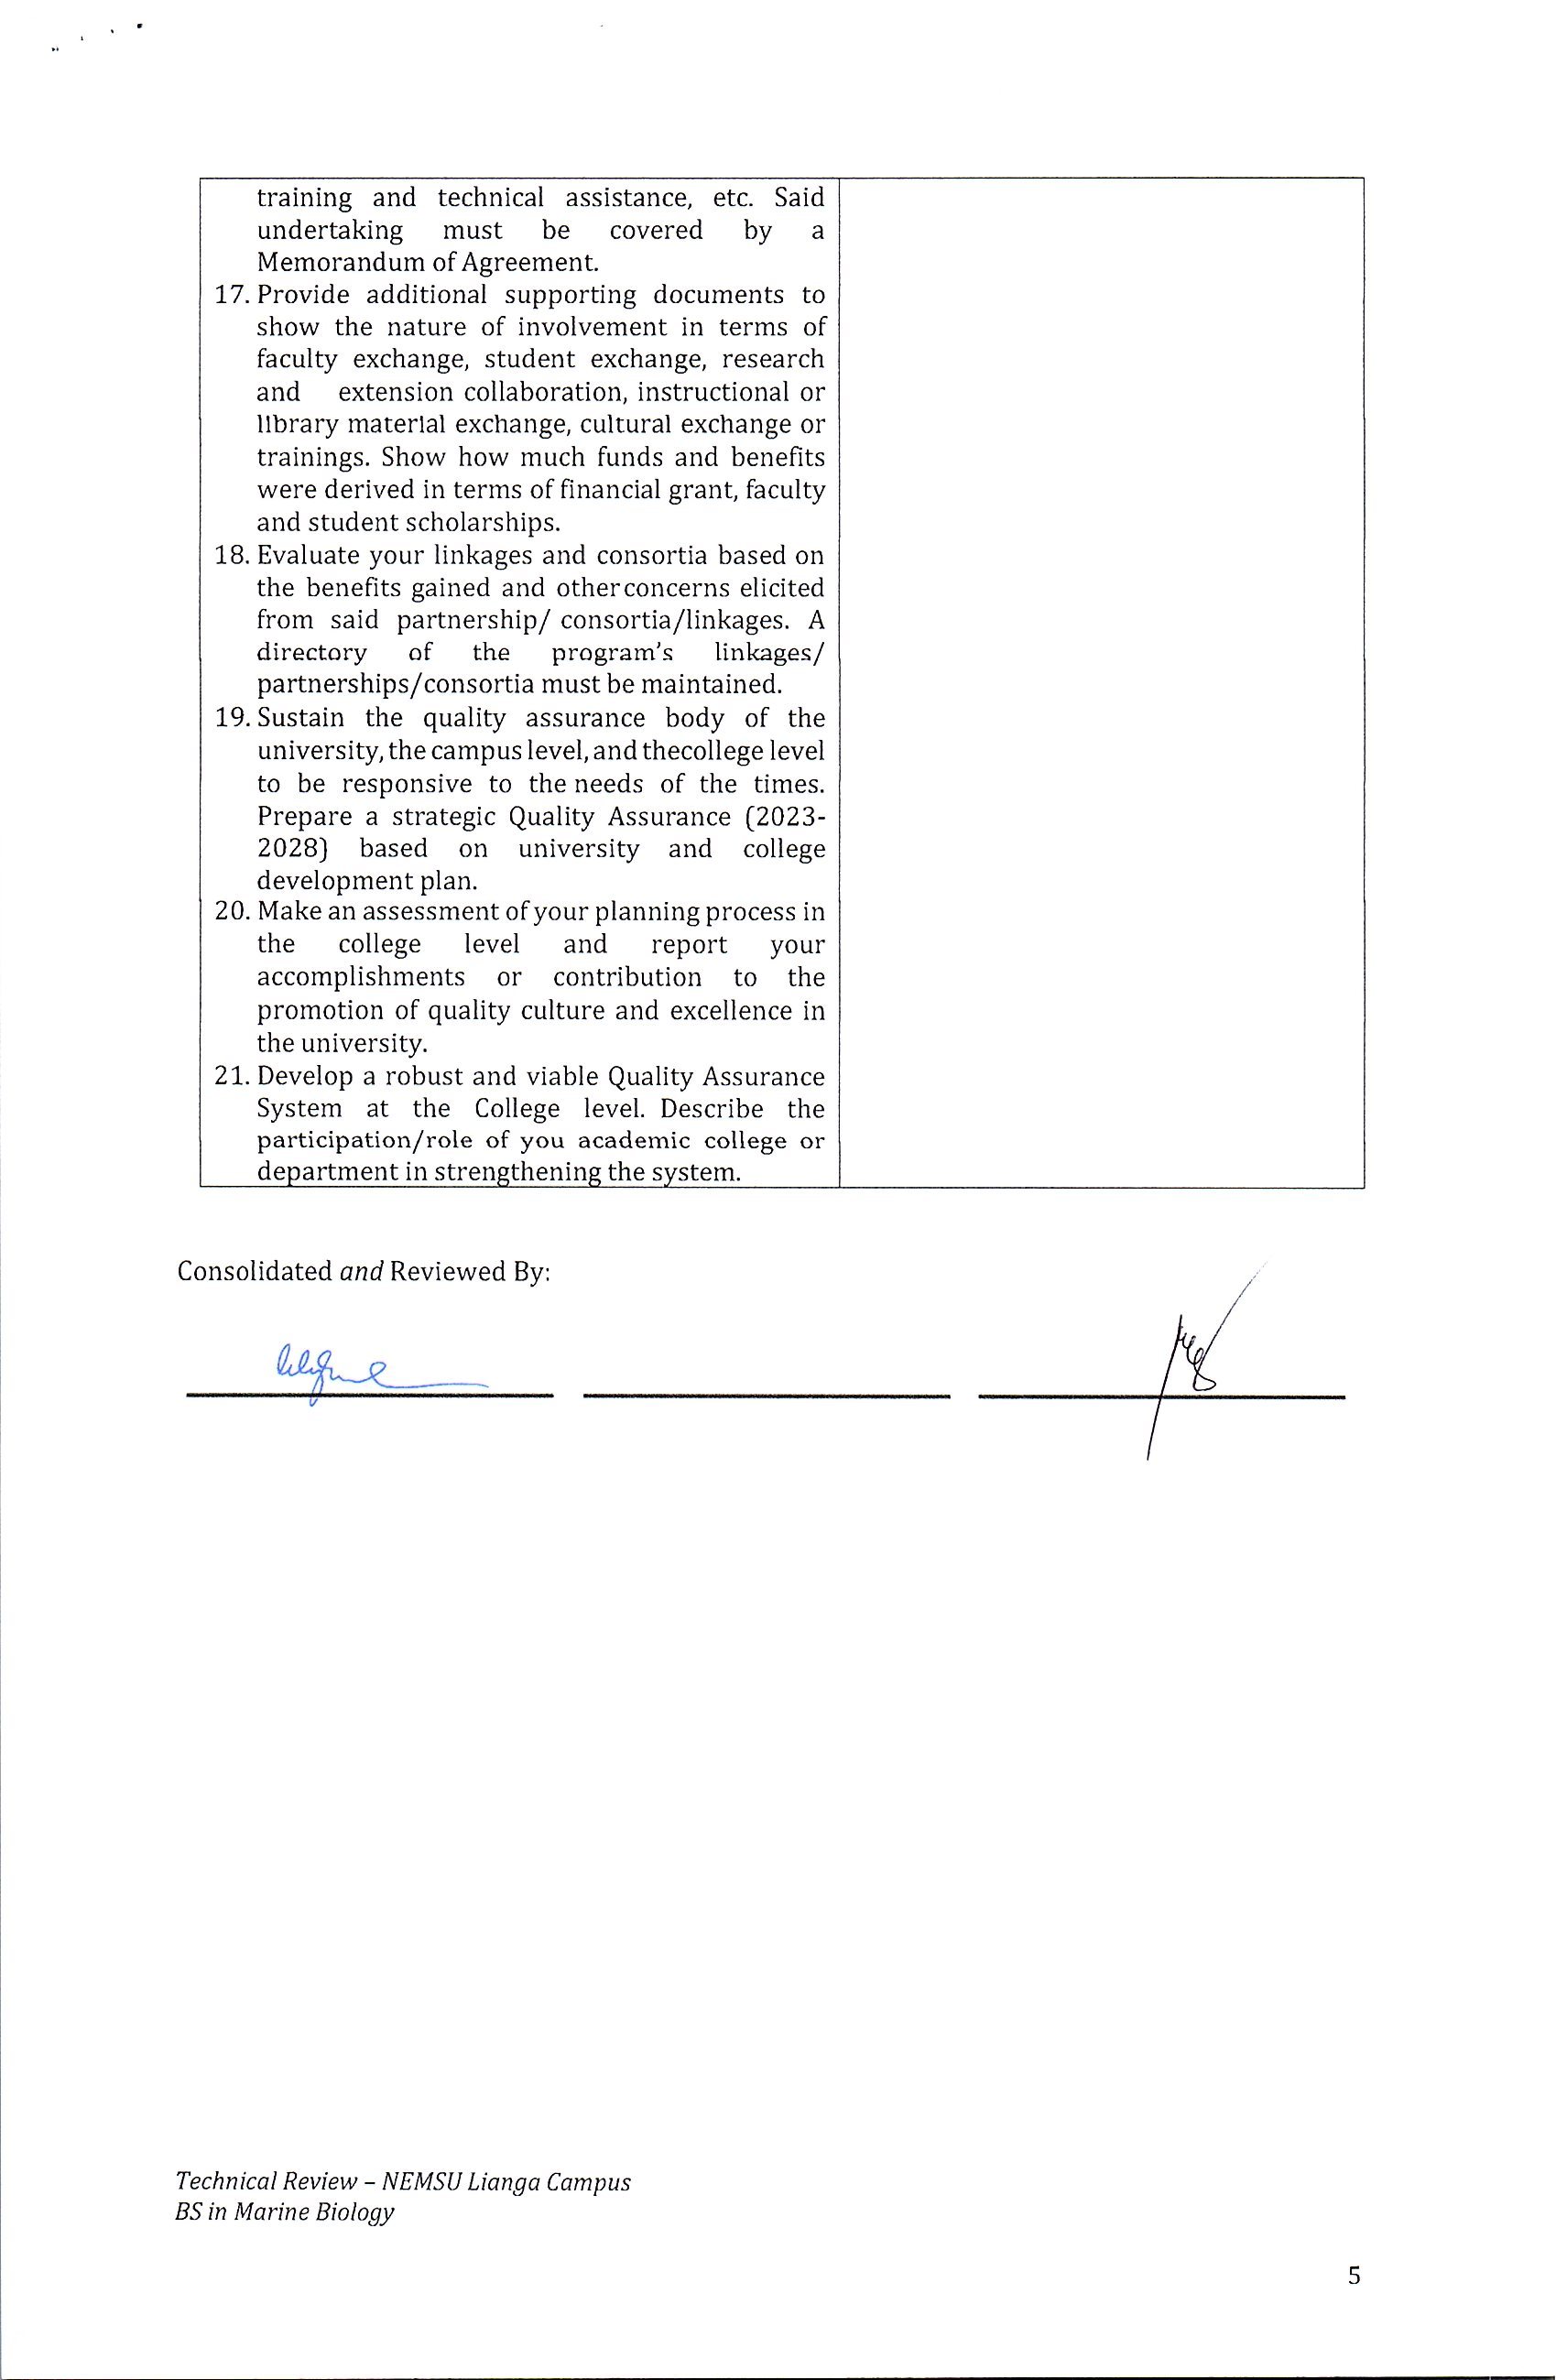 training and technical assistance, etc. Said
undertaking must be covered by a
Memorandum of Agreement.
17. Provide additional supporting documents to
show the nature of involvement in terms of
faculty exchange, student exchange, research
and extension collaboration, instructional or
library material exchange, cultural exchange or
trainings. Show how much funds and benefits
were derived in terms of financial grant, faculty
and student scholarships.
18. Evaluate your linkages and consortia based on
the benefits gained and otherconcerns elicited
from said partnership/ consortia/linkages. A
directory of the program's linkages/
partnerships/consortia must be maintained.
19. Sustain the quality assurance body of the
university, the campus level, and thecollege level
to be responsive to the needs of the times.
Prepare a strategic Quality Assurance (2023-
2028) based on university and college
development plan.
20. Make an assessment of your planning process in
the college level and report your
accomplishments or contribution to the
promotion of quality culture and excellence in
the university.
21. Develop a robust and viable Quality Assurance
System at the College level. Describe the
participation/role of you academic college or
department in strengthening the system.
Consolidated and Reviewed By:
Technical Review – NEMSU Lianga Campus
BS in Marine Biology
5